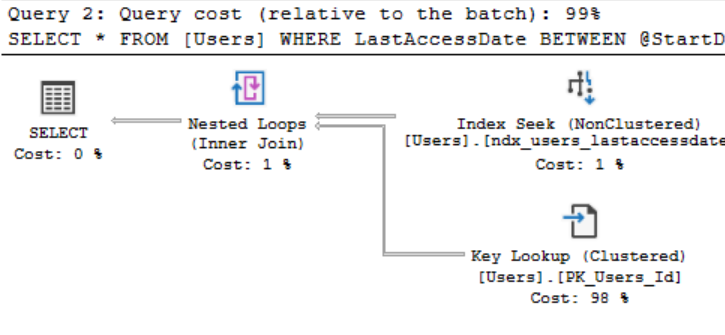 Query 2: Query cost (relative to the batch): 99%
SELECT * FROM [Users] WHERE LastAccessDate BETWEEN @StartD
SELECT
Cost: 0 %
Nested Loops
(Inner Join)
Cost: 1 %
Index Seek (NonClustered)
[Users].[ndx_users_lastaccessdate
Cost: 1 %
Key Lookup (Clustered)
[Users].[PK_Users_Id]
Cost: 98 %